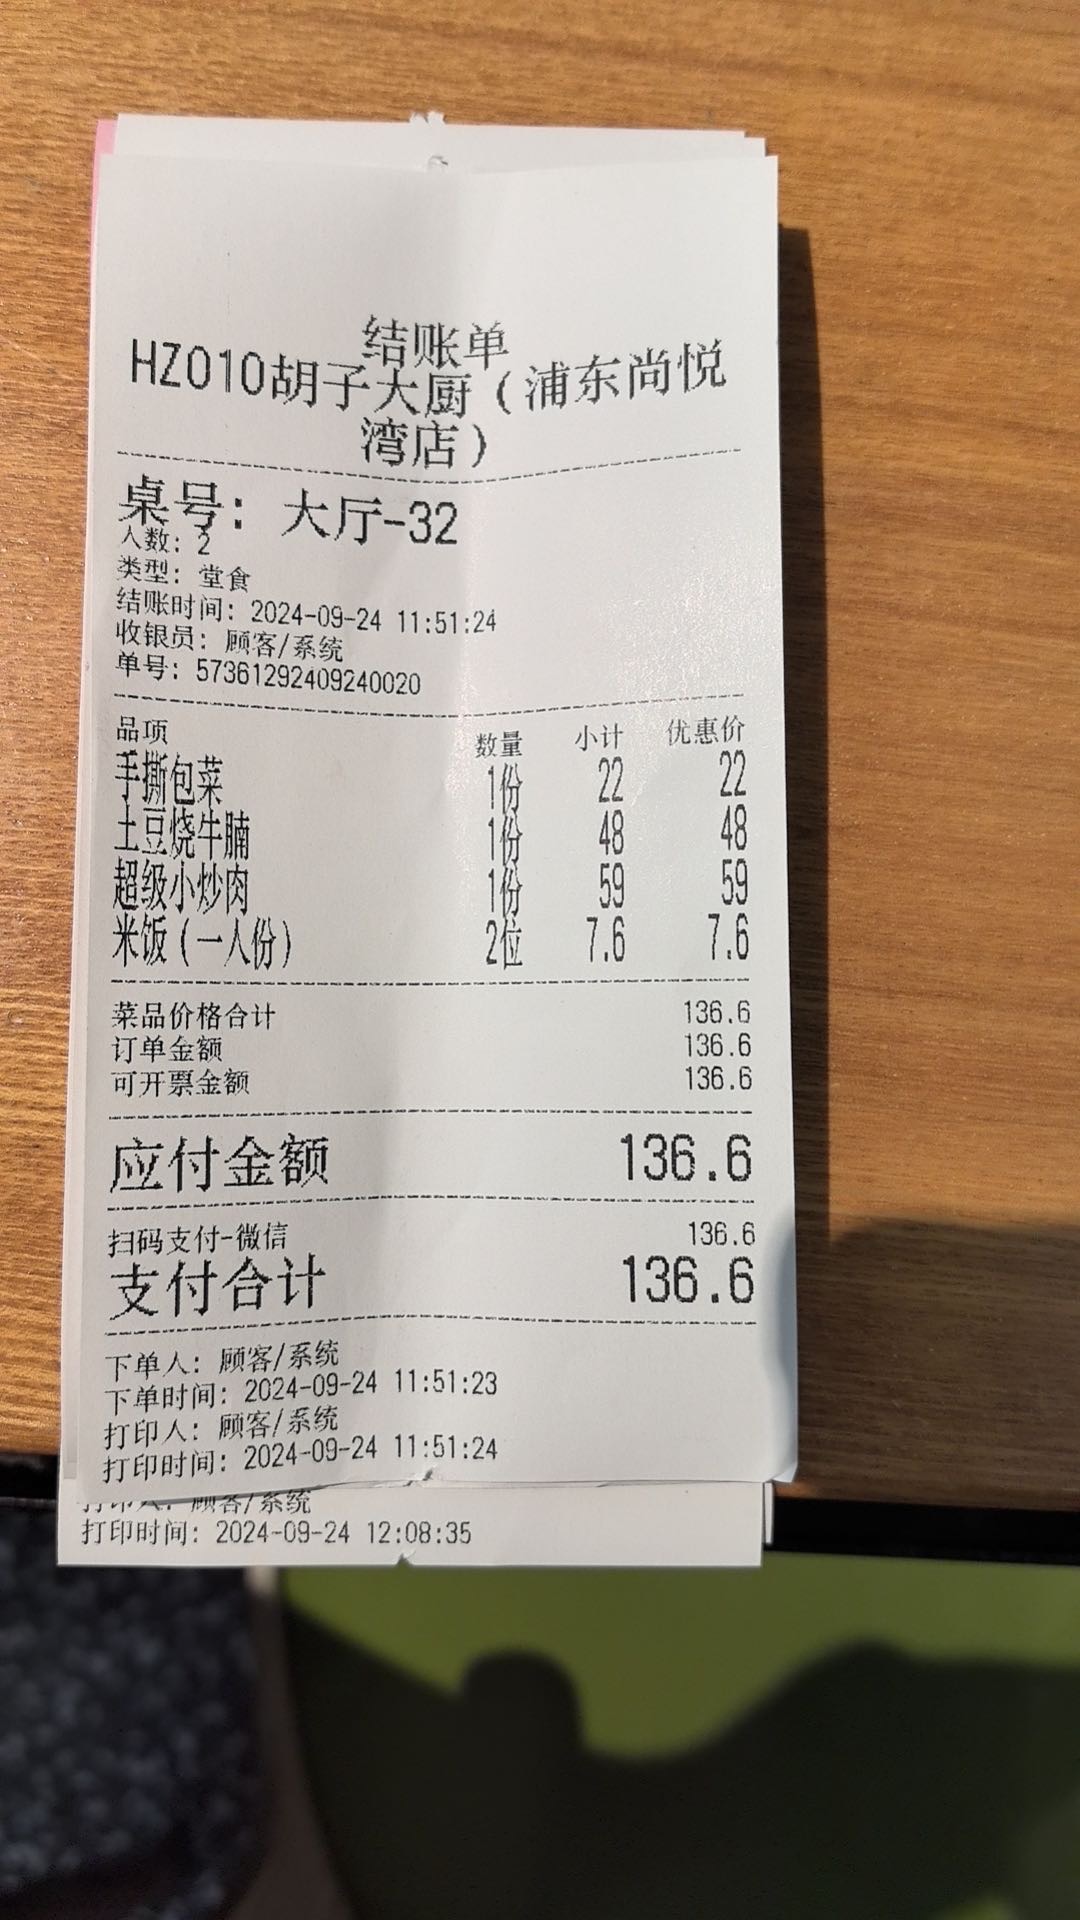 结账单
HZ010胡子大厨（浦东尚悦
湾店）
桌号：大厅-32
人数：2
类型：堂食
结账时间：2024-09-24 11:51:24
收银员：顾客/系统
单号：57361292409240020
品项 数量 小计 优惠价
手撕包菜 1份 22 22
土豆烧牛腩 1份 48 48
超级小炒肉 1份 59 59
米饭（一人份） 2位 7.6 7.6
菜品价格合计 136.6
订单金额 136.6
可开票金额 136.6
应付金额 136.6
扫码支付-微信 136.6
支付合计 136.6
下单人：顾客/系统
下单时间：2024-09-24 11:51:23
打印人：顾客/系统
打印时间：2024-09-24 11:51:24
打印人：顾客/系统
打印时间：2024-09-24 12:08:35